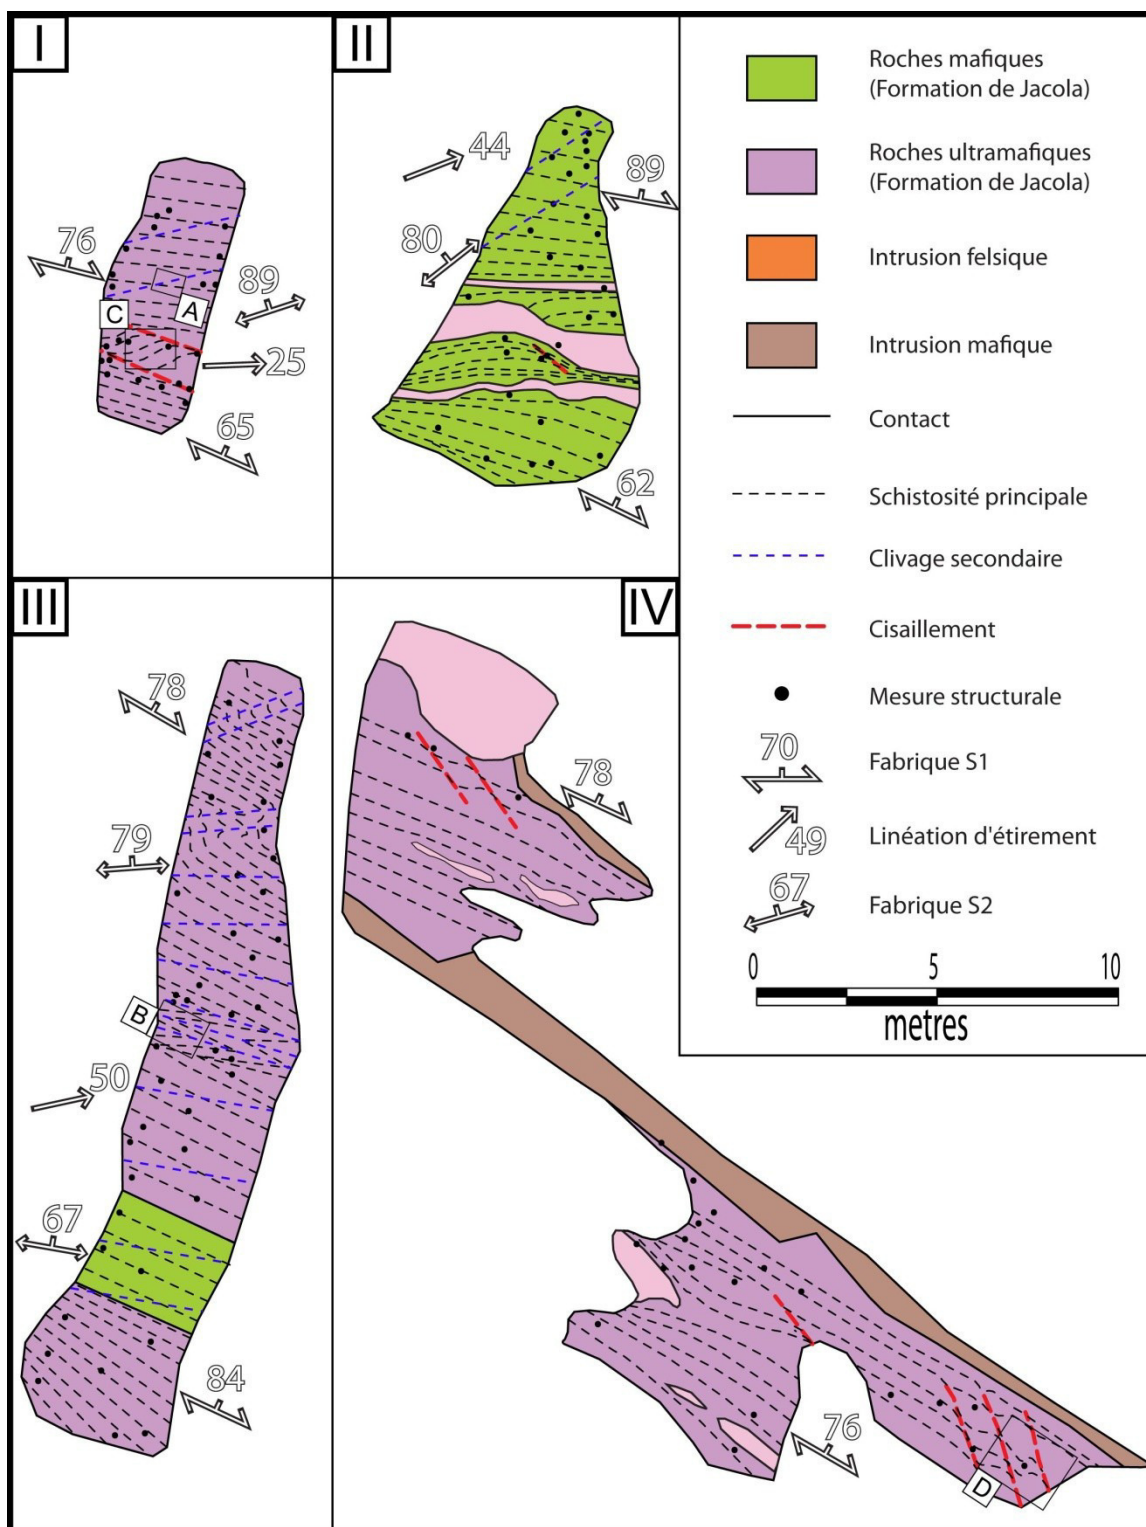 I
76
C
A
89
25
65
II
44
89
80
62
III
78
79
B
50
67
84
IV
78
76
D
Roches mafiques
(Formation de Jacola)
Roches ultramafiques
(Formation de Jacola)
Intrusion felsique
Intrusion mafique
Contact
Schistosité principale
Clivage secondaire
Cisaillement
Mesure structurale
70
Fabrique S1
49
Linéation d'étirement
67
Fabrique S2
0 5 10
metres